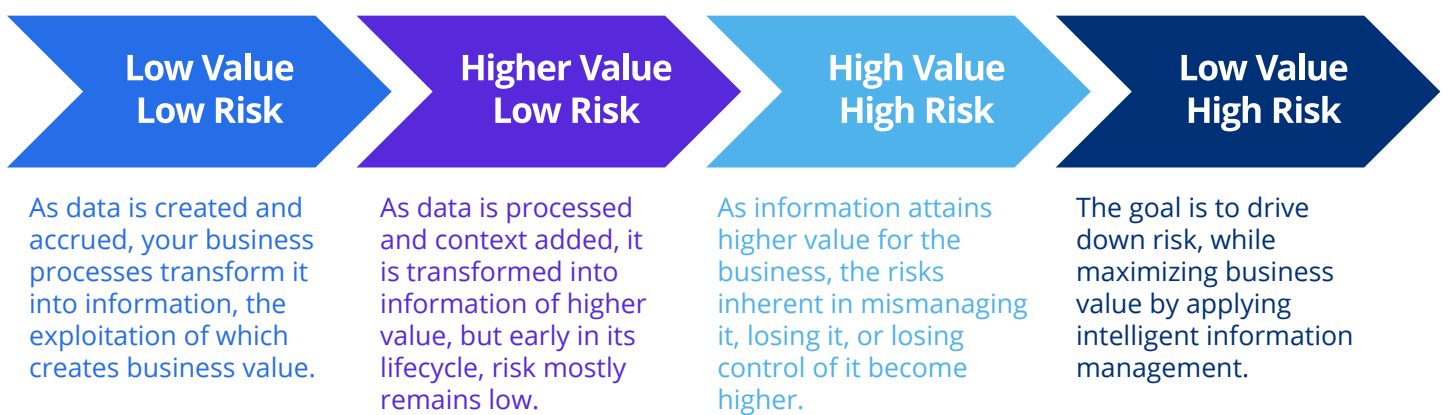 Low Value
Low Risk
Higher Value
Low Risk
High Value
High Risk
Low Value
High Risk
As data is created and
accrued, your business
processes transform it
into information, the
exploitation of which
creates business value.
As data is processed
and context added, it
is transformed into
information of higher
value, but early in its
lifecycle, risk mostly
remains low.
As information attains
higher value for the
business, the risks
inherent in mismanaging
it, losing it, or losing
control of it become
higher.
The goal is to drive
down risk, while
maximizing business
value by applying
intelligent information
management.